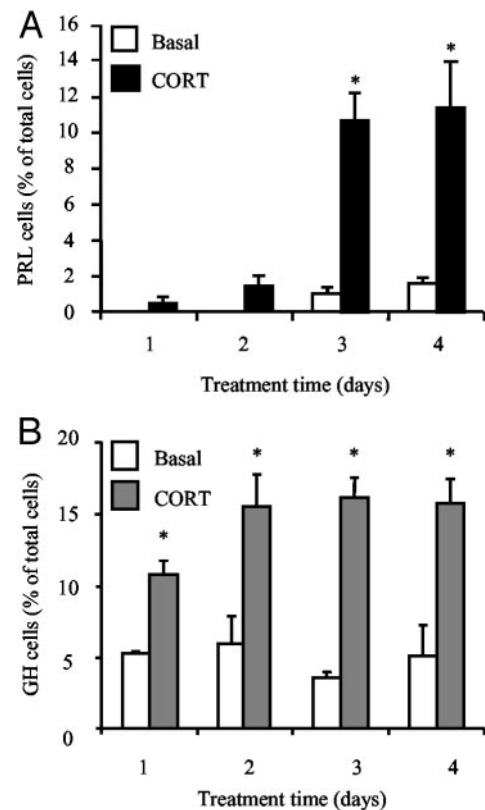 A
16
14
12
10
8
6
4
2
0
PRL cells (% of total cells)
Basal
CORT
*
*
1 2 3 4
Treatment time (days)
B
20
15
10
5
0
GH cells (% of total cells)
Basal
CORT
*
*
*
*
1 2 3 4
Treatment time (days)